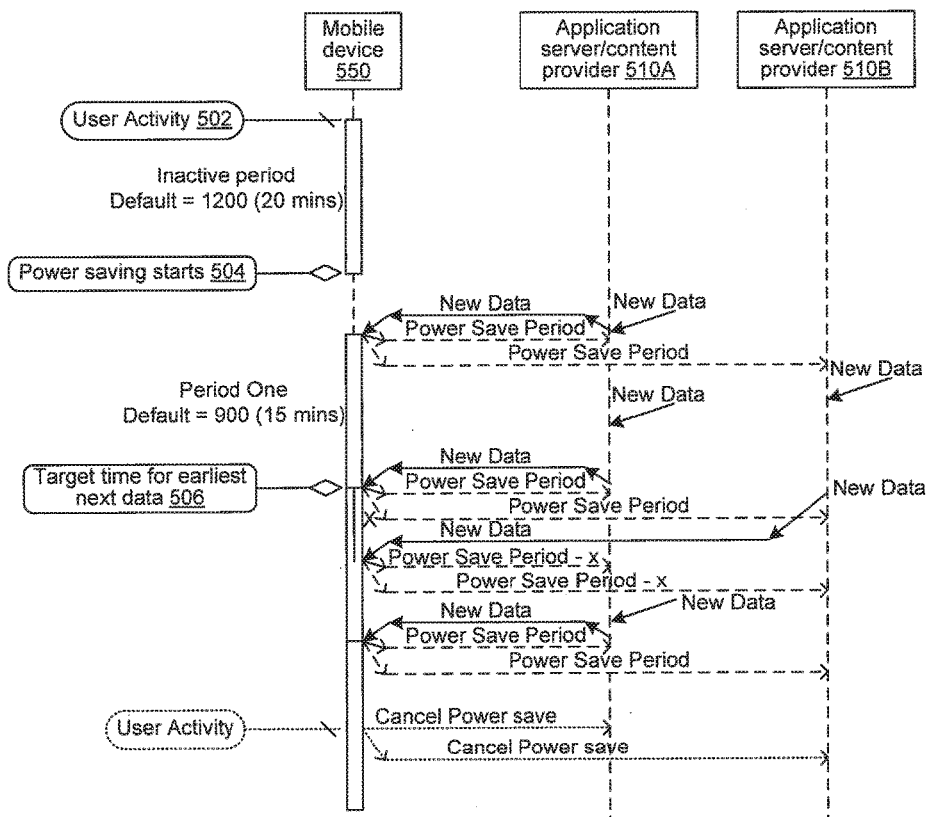 Mobile
device
550
Application
server/content
provider 510A
Application
server/content
provider 510B
User Activity 502
Inactive period
Default = 1200 (20 mins)
Power saving starts 504
New Data
New Data
Power Save Period
Power Save Period
Period One
Default = 900 (15 mins)
New Data
New Data
Target time for earliest
next data 506
New Data
Power Save Period
New Data
Power Save Period
X
New Data
Power Save Period - x
Power Save Period - x
New Data
New Data
Power Save Period
Power Save Period
User Activity
Cancel Power save
Cancel Power save